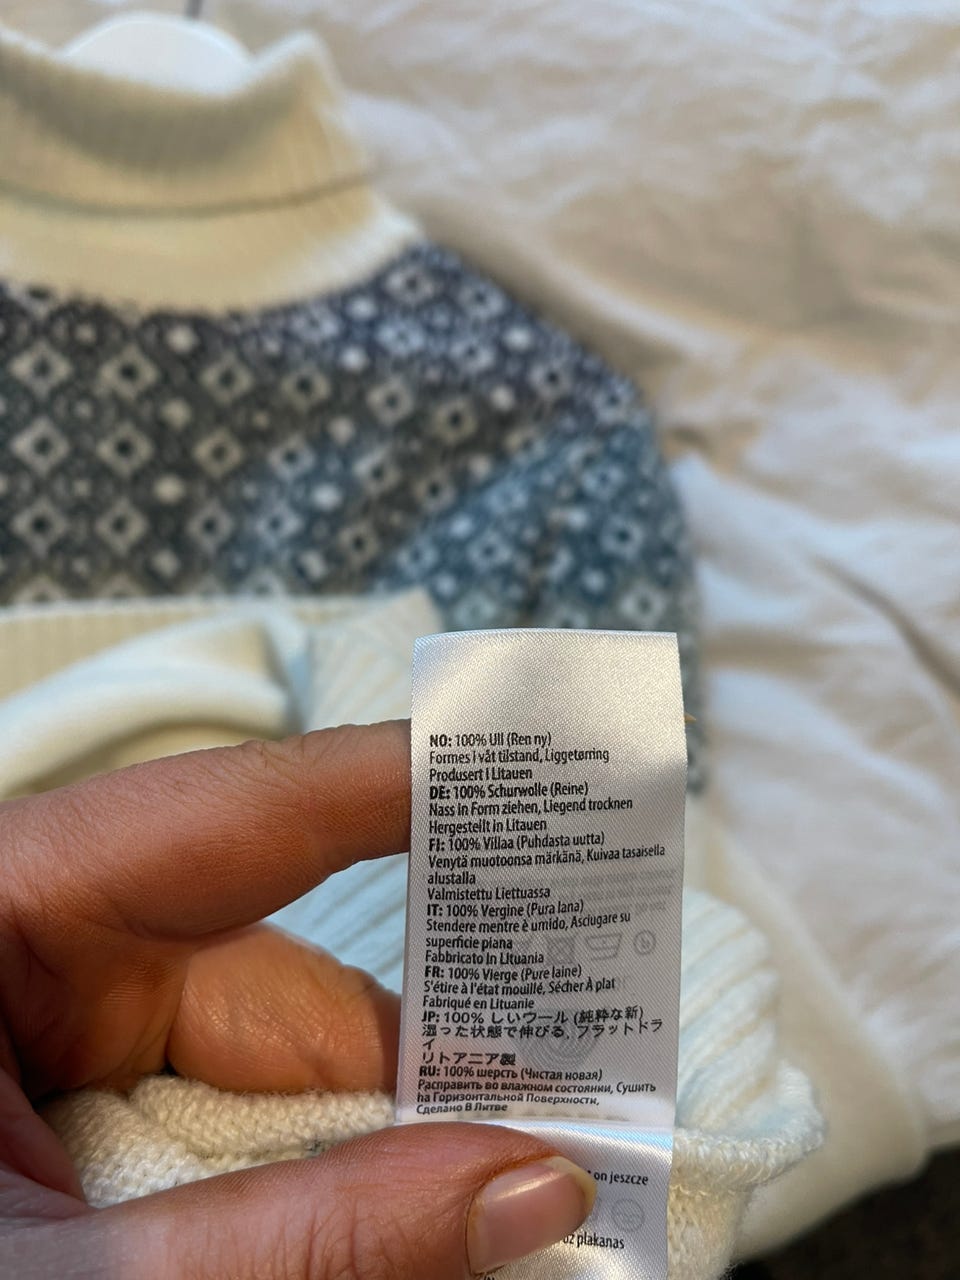 NO: 100% Ull (Ren ny)
Formes i våt tilstand, Liggetørring
Produsert i Litauen
DE: 100% Schurwolle (Reine)
Nass in Form ziehen, Liegend trocknen
Hergestellt in Litauen
FI: 100% Villaa (Puhdasta uutta)
Venytä muotoonsa märkänä, Kuivaa tasaisella
alustalla
Valmistettu Liettuassa
IT: 100% Vergine (Pura lana)
Stendere mentre è umido, Asciugare su
superficie piana
Fabbricato in Lituania
FR: 100% Vierge (Pure laine)
S'étire à l'état mouillé, Sécher À plat
Fabriqué en Lituanie
JP: 100% しいウール (純粋な新)
湿った状態で伸びる, フラットドラ
イ
リトアニア製
RU: 100% шерсть (Чистая новая)
Расправить во влажном состоянии, Сушить
hа Горизонтальной Поверхности,
Сделано В Литве
on jeszcze
plakanas